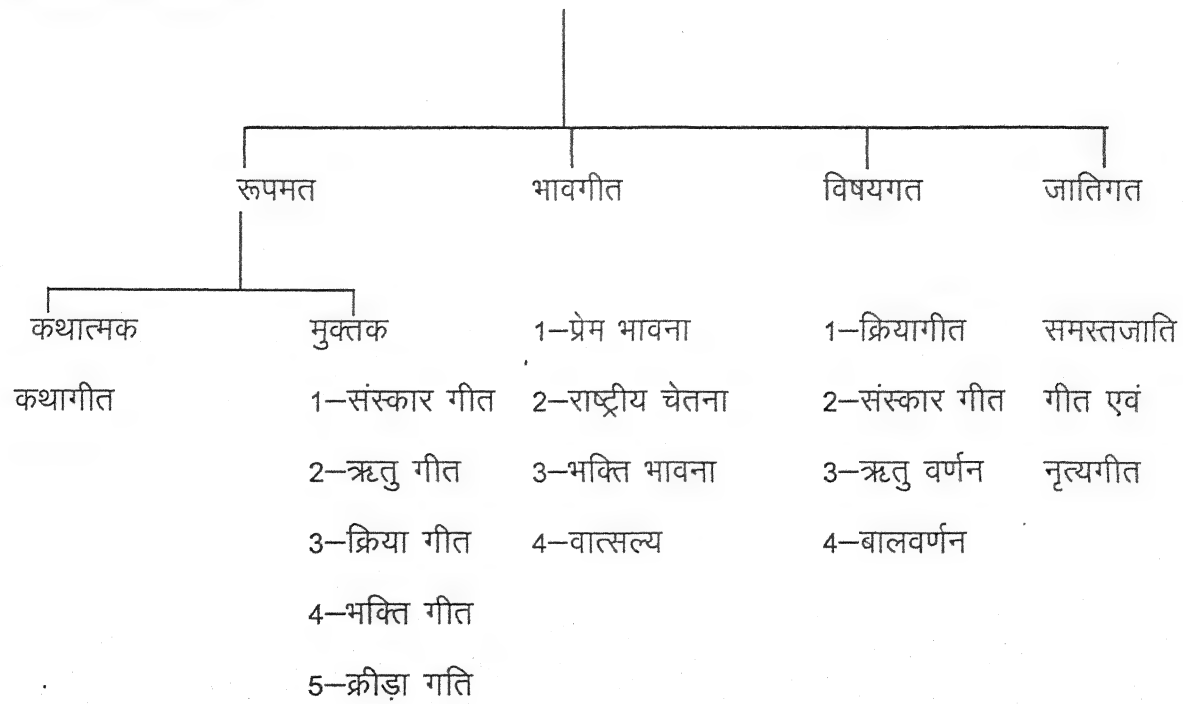 रूपमत भावगीत विषयगत जातिगत
कथात्मक मुक्तक 1–प्रेम भावना 1–क्रियागीत समस्तजाति
कथागीत 1–संस्कार गीत 2–राष्ट्रीय चेतना 2–संस्कार गीत गीत एवं
2–ऋतु गीत 3–भक्ति भावना 3–ऋतु वर्णन नृत्यगीत
3–क्रिया गीत 4–वात्सल्य 4–बालवर्णन
4–भक्ति गीत
5–क्रीड़ा गति